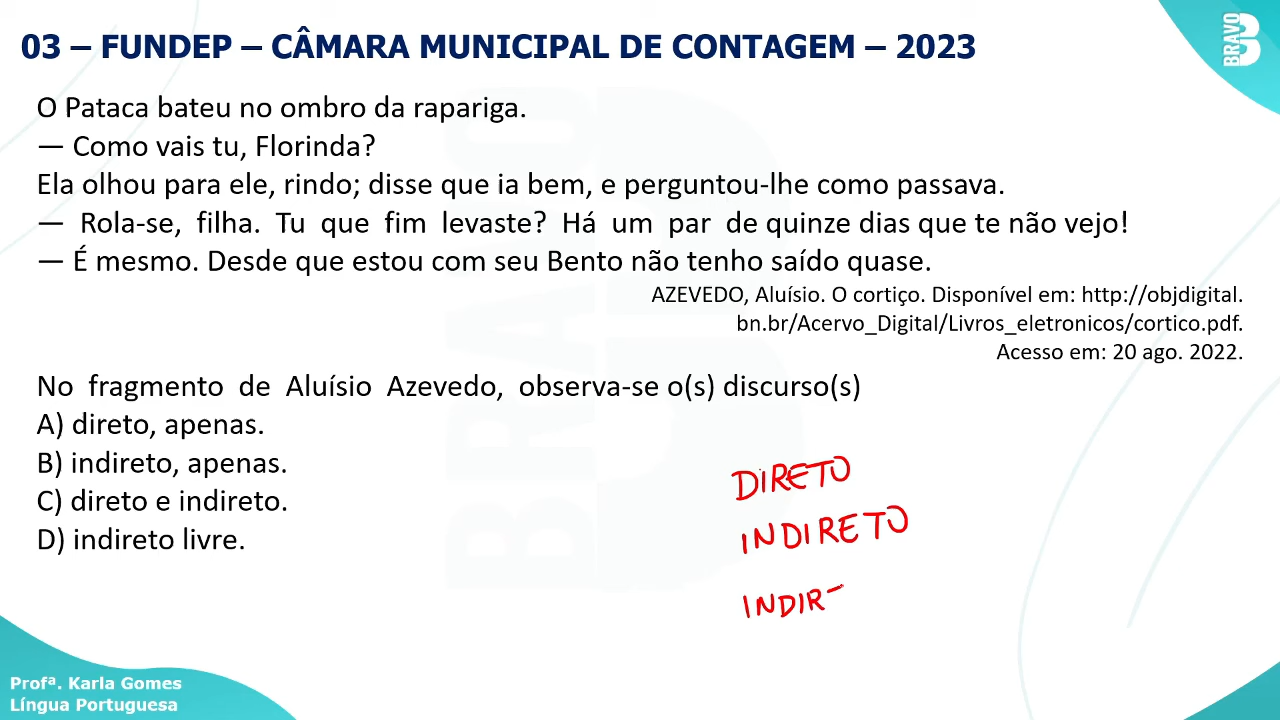 03 – FUNDEP – CÂMARA MUNICIPAL DE CONTAGEM – 2023
BRAVO
O Pataca bateu no ombro da rapariga.
— Como vais tu, Florinda?
Ela olhou para ele, rindo; disse que ia bem, e perguntou-lhe como passava.
— Rola-se, filha. Tu que fim levaste? Há um par de quinze dias que te não vejo!
— É mesmo. Desde que estou com seu Bento não tenho saído quase.
AZEVEDO, Aluísio. O cortiço. Disponível em: http://objdigital.
bn.br/Acervo_Digital/Livros_eletronicos/cortico.pdf.
Acesso em: 20 ago. 2022.
No fragmento de Aluísio Azevedo, observa-se o(s) discurso(s)
A) direto, apenas.
B) indireto, apenas.
C) direto e indireto.
D) indireto livre.
DIRETO
INDIRETO
INDIR
BRAVO
Profª. Karla Gomes
Língua Portuguesa